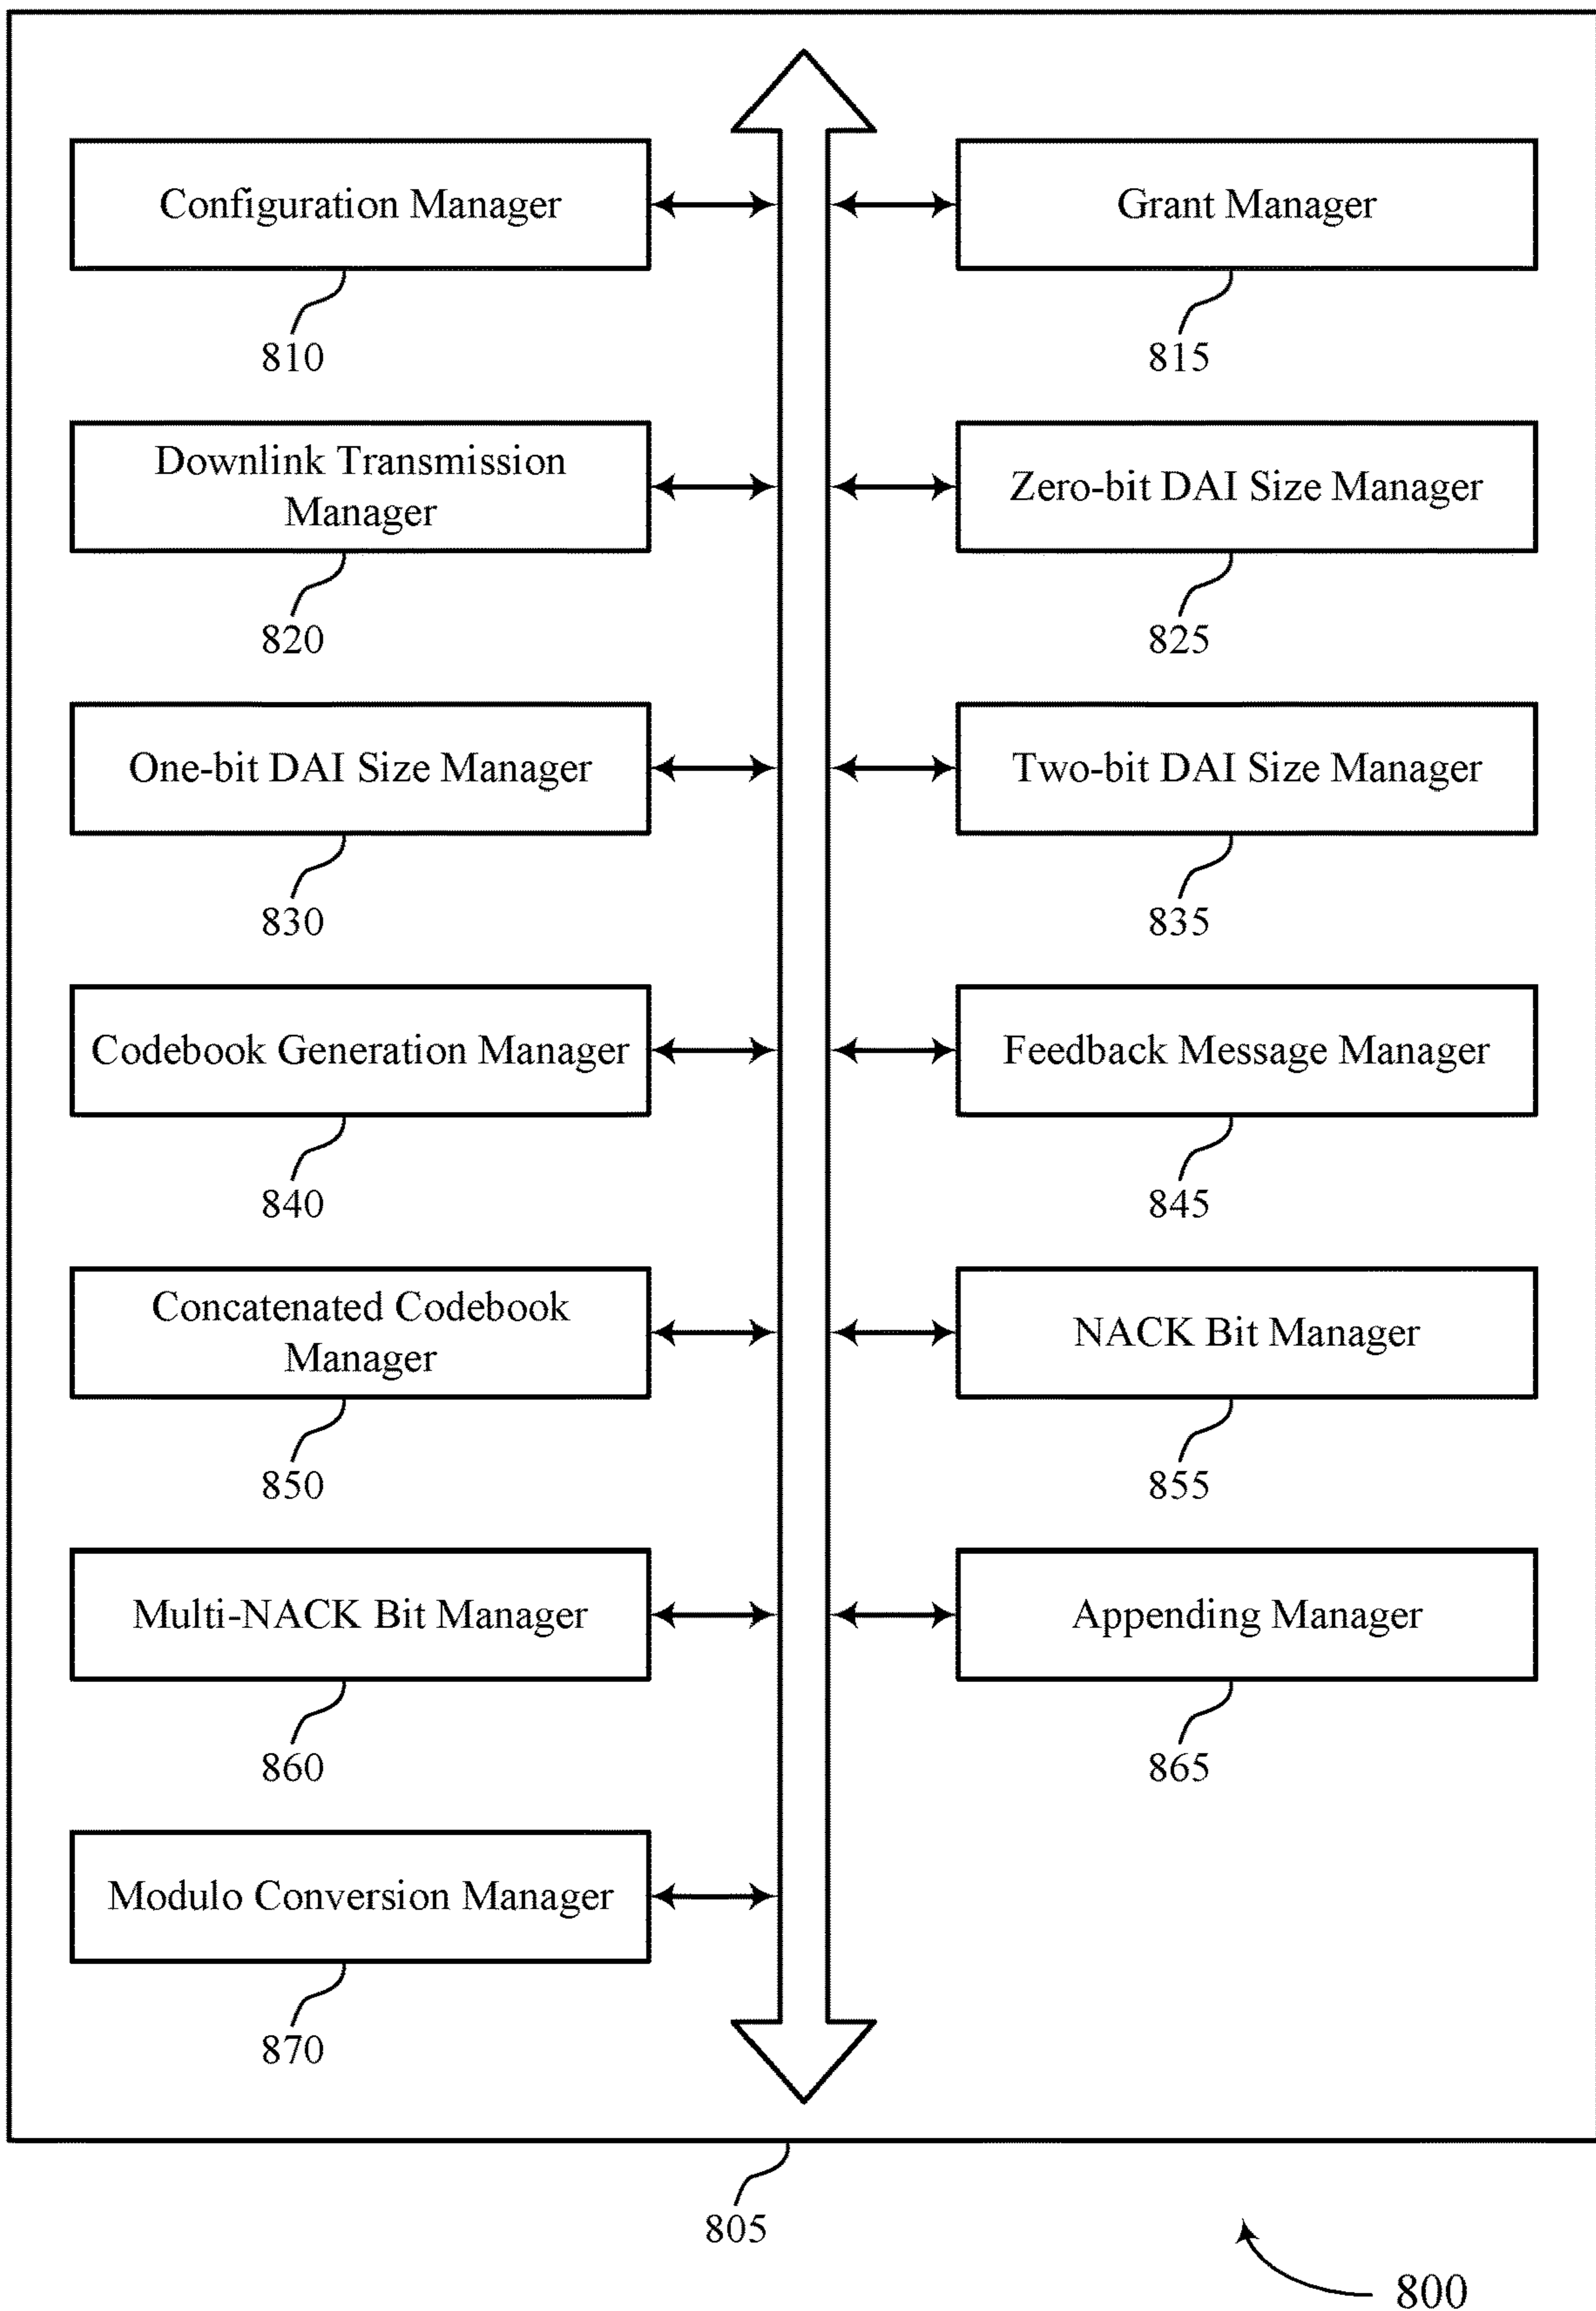 Configuration Manager
810
Grant Manager
815
Downlink Transmission
Manager
820
Zero-bit DAI Size Manager
825
One-bit DAI Size Manager
830
Two-bit DAI Size Manager
835
Codebook Generation Manager
840
Feedback Message Manager
845
Concatenated Codebook
Manager
850
NACK Bit Manager
855
Multi-NACK Bit Manager
860
Appending Manager
865
Modulo Conversion Manager
870
805
800